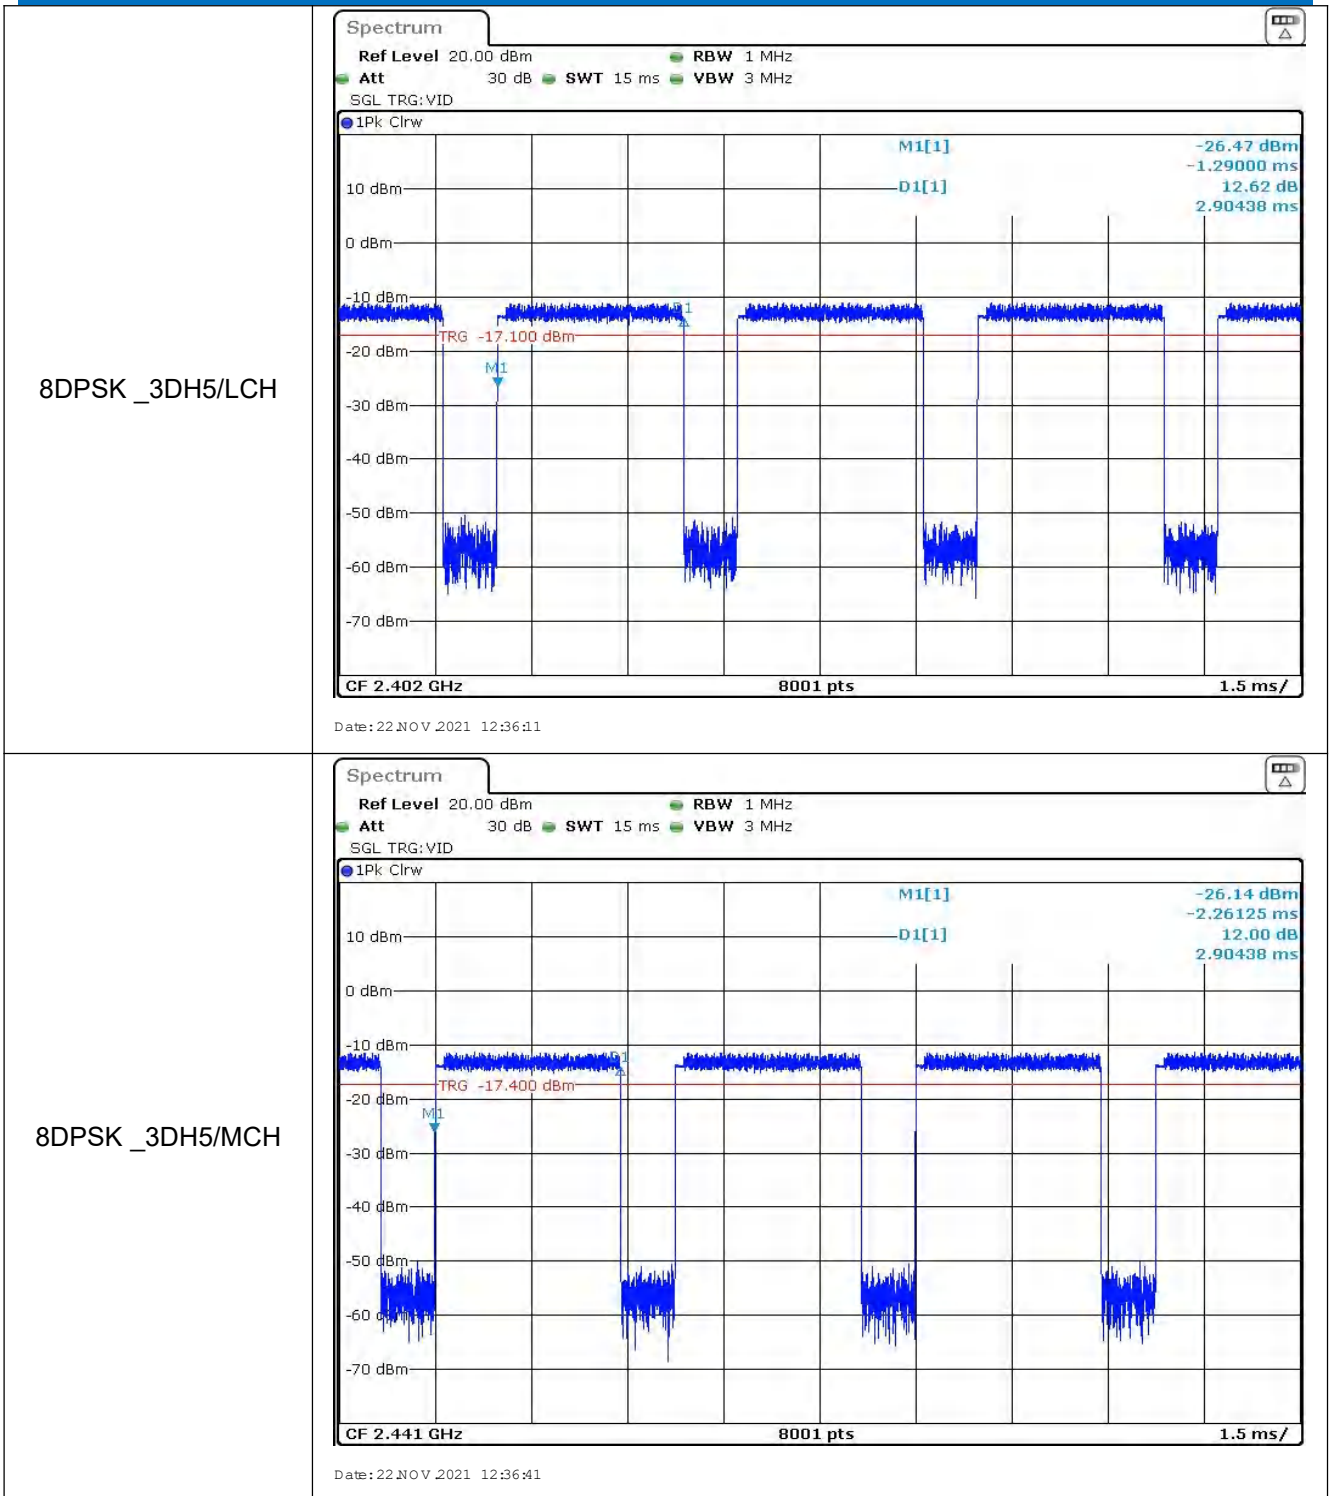 8DPSK _3DH5/LCH
Spectrum
Ref Level 20.00 dBm RBW 1 MHz
Att 30 dB SWT 15 ms VBW 3 MHz
SGL TRG:VID
1Pk Clrw
M1[1] -26.47 dBm
-1.29000 ms
10 dBm D1[1] 12.62 dB
2.90438 ms
0 dBm
-10 dBm
D1
TRG -17.100 dBm
-20 dBm
M1
-30 dBm
-40 dBm
-50 dBm
-60 dBm
-70 dBm
CF 2.402 GHz 8001 pts 1.5 ms/
Date: 22.NOV.2021 12:36:11
8DPSK _3DH5/MCH
Spectrum
Ref Level 20.00 dBm RBW 1 MHz
Att 30 dB SWT 15 ms VBW 3 MHz
SGL TRG:VID
1Pk Clrw
M1[1] -26.14 dBm
-2.26125 ms
10 dBm D1[1] 12.00 dB
2.90438 ms
0 dBm
-10 dBm
D1
TRG -17.400 dBm
-20 dBm
M1
-30 dBm
-40 dBm
-50 dBm
-60 dBm
-70 dBm
CF 2.441 GHz 8001 pts 1.5 ms/
Date: 22.NOV.2021 12:36:41